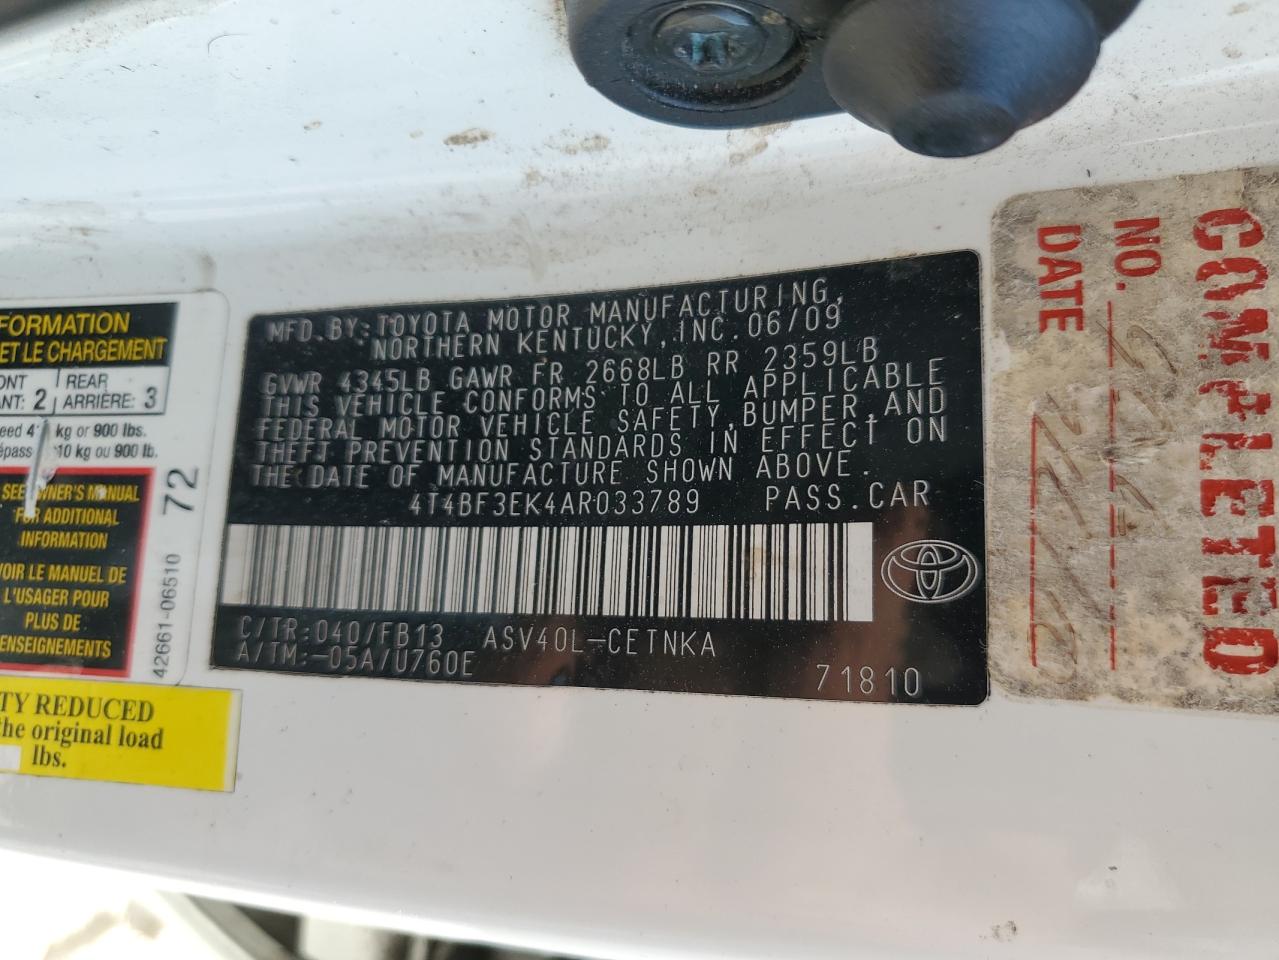 FORMATION
ET LE CHARGEMENT
ONT
ANT: 2
REAR
ARRIÈRE: 3
kg or 900 lbs.
10 kg ou 900 lb.
SEE OWNER'S MANUAL
FOR ADDITIONAL
INFORMATION
VOIR LE MANUEL DE
L'USAGER POUR
PLUS DE
ENSEIGNEMENTS
72
42661-06510
TY REDUCED
the original load
lbs.
MFD. BY: TOYOTA MOTOR MANUFACTURING,
NORTHERN KENTUCKY, INC. 06/09
GVWR 4345LB GAWR FR 2668LB RR 2359LB
THIS VEHICLE CONFORMS TO ALL APPLICABLE
FEDERAL MOTOR VEHICLE SAFETY, BUMPER, AND
THEFT PREVENTION STANDARDS IN EFFECT ON
THE DATE OF MANUFACTURE SHOWN ABOVE.
4T4BF3EK4AR033789 PASS.CAR
C/TR:040/FB13 ASV40L-CETNKA
A/TM:-05A/U760E
71810
COMPLETED
NO.
DATE